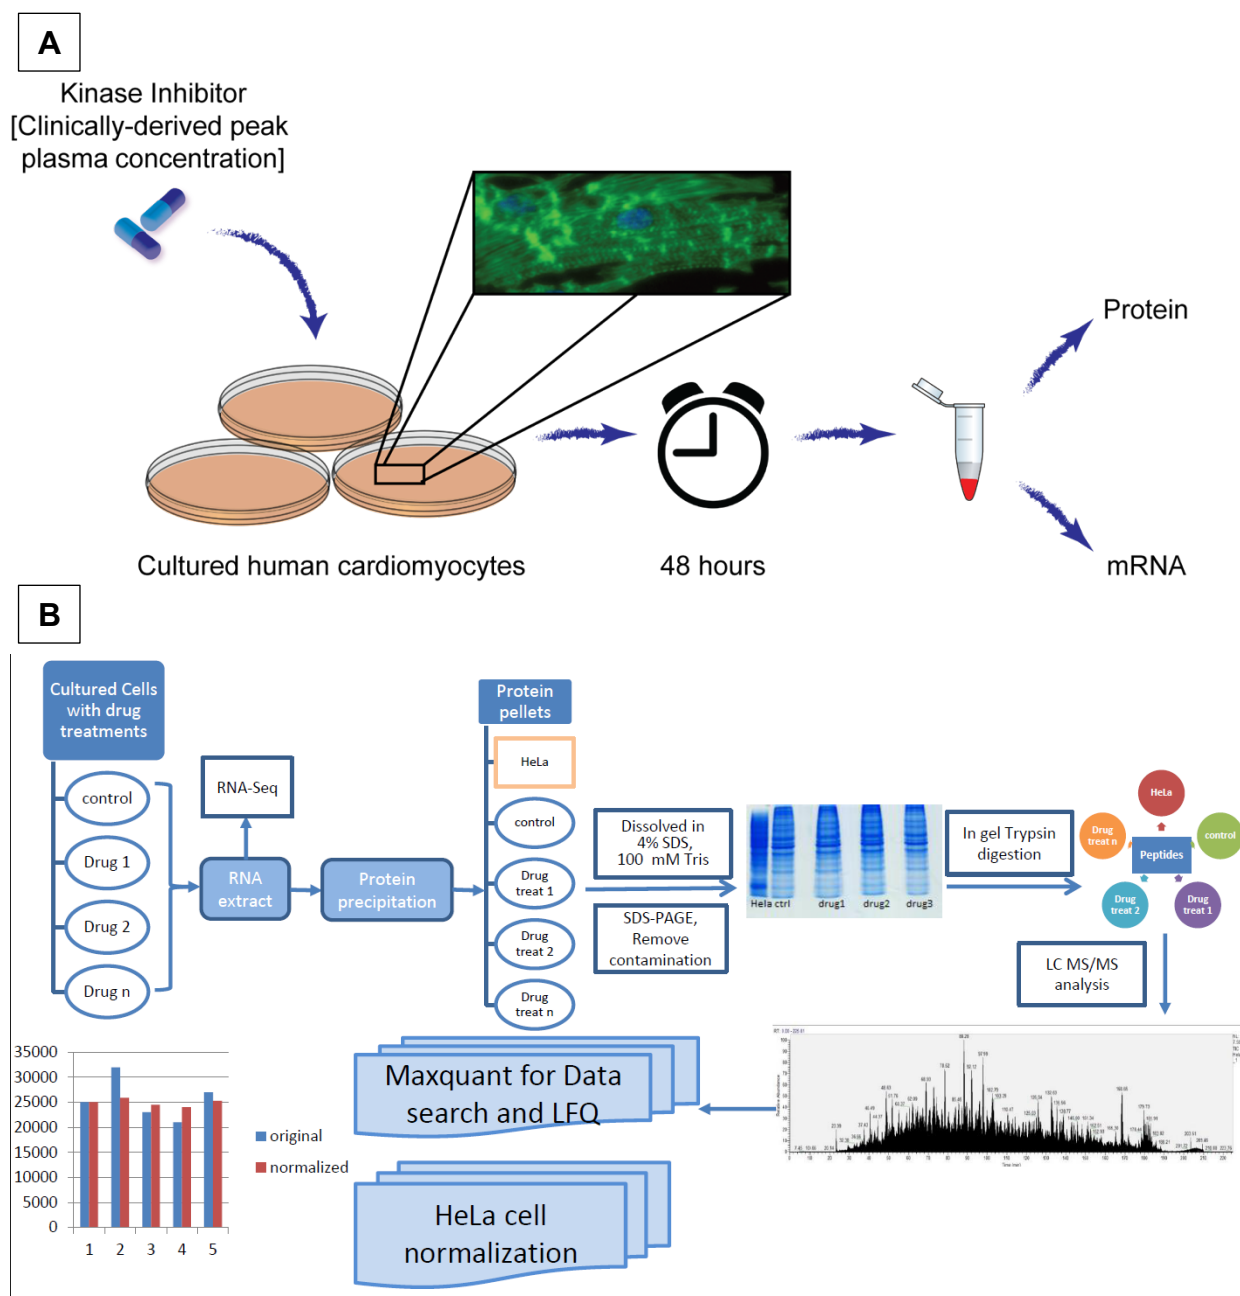 A
Kinase Inhibitor
[Clinically-derived peak
plasma concentration]
Protein
Cultured human cardiomyocytes
48 hours
mRNA
B
Cultured Cells
with drug
treatments
control
Drug 1
Drug 2
Drug n
RNA-Seq
RNA
extract
Protein
precipitation
Protein
pellets
HeLa
control
Drug
treat 1
Drug
treat 2
Drug
treat n
Dissolved in
4% SDS,
100 mM Tris
SDS-PAGE,
Remove
contamination
Hela ctrl drug1 drug2 drug3
In gel Trypsin
digestion
HeLa
Drug
treat n
control
Peptides
Drug
treat 2
Drug
treat 1
LC MS/MS
analysis
Maxquant for Data
search and LFQ
HeLa cell
normalization
35000
30000
25000
20000
15000
10000
5000
0
1 2 3 4 5
original
normalized
Relative Abundance
Time (min)